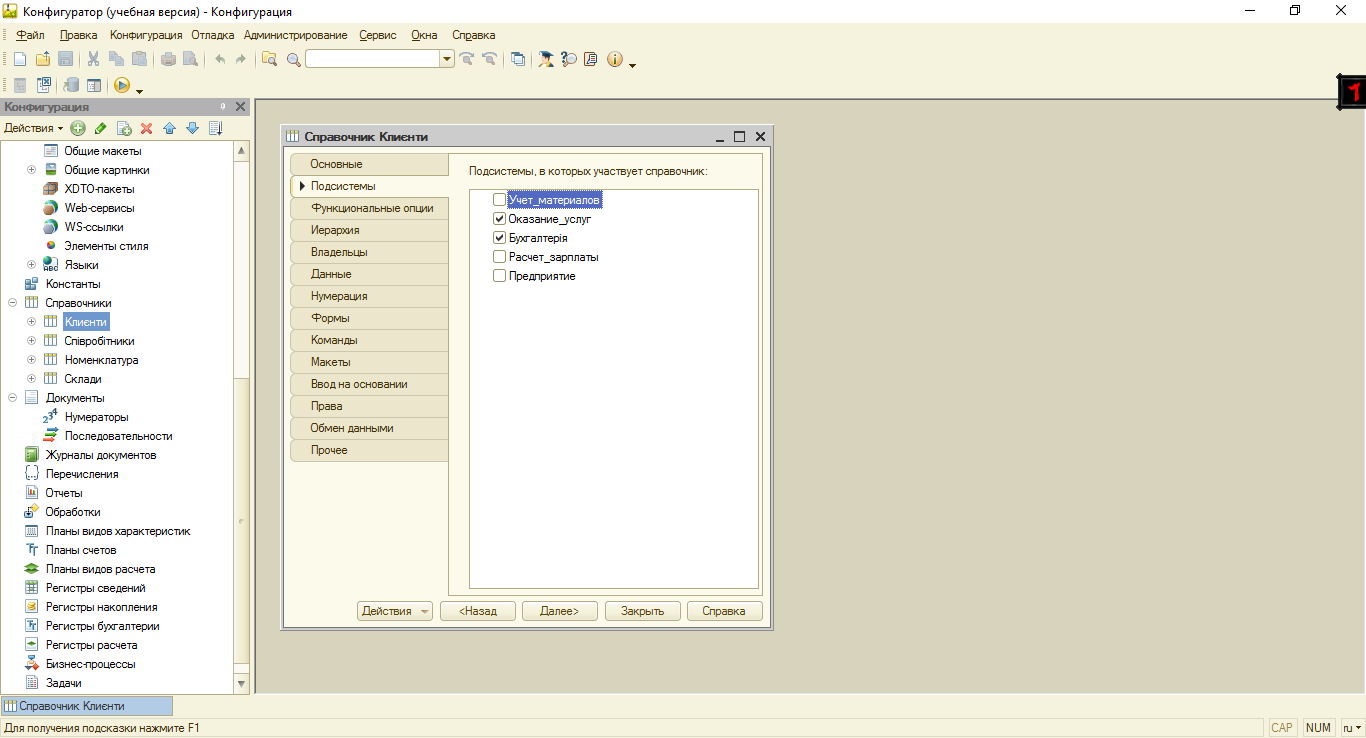 Конфигуратор (учебная версия) - Конфигурация
Файл Правка Конфигурация Отладка Администрирование Сервис Окна Справка
Конфигурация
Действия
Общие макеты
Общие картинки
XDTO-пакеты
Web-сервисы
WS-ссылки
Элементы стиля
Языки
Константы
Справочники
Клиєнти
Співробітники
Номенклатура
Склади
Документы
Нумераторы
Последовательности
Журналы документов
Перечисления
Отчеты
Обработки
Планы видов характеристик
Планы счетов
Планы видов расчета
Регистры сведений
Регистры накопления
Регистры бухгалтерии
Регистры расчета
Бизнес-процессы
Задачи
Справочник Клиєнти
Основные
Подсистемы
Функциональные опции
Иерархия
Владельцы
Данные
Нумерация
Формы
Команды
Макеты
Ввод на основании
Права
Обмен данными
Прочее
Подсистемы, в которых участвует справочник:
Учет_материалов
Оказание_услуг
Бухгалтерія
Расчет_зарплаты
Предприятие
Действия <Назад Далее> Закрыть Справка
1
Справочник Клиєнти
Для получения подсказки нажмите F1
CAP NUM ru